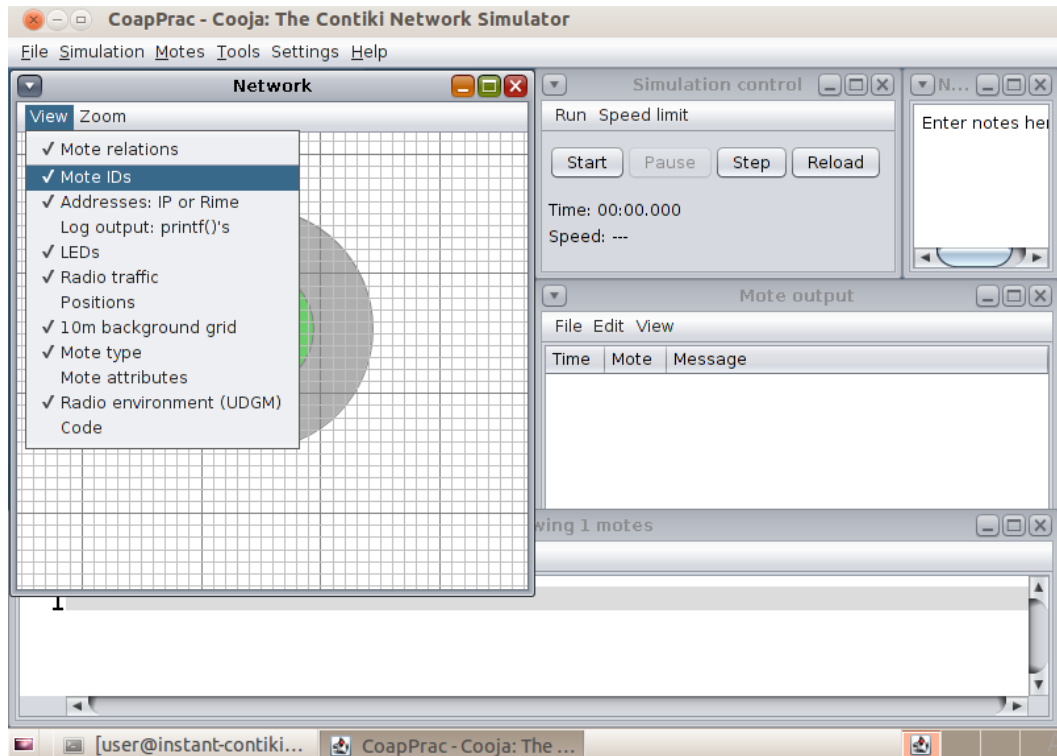 CoapPrac - Cooja: The Contiki Network Simulator
File Simulation Motes Tools Settings Help
Network
View Zoom
✓ Mote relations
✓ Mote IDs
✓ Addresses: IP or Rime
Log output: printf()'s
✓ LEDs
✓ Radio traffic
Positions
✓ 10m background grid
✓ Mote type
Mote attributes
✓ Radio environment (UDGM)
Code
Simulation control
Run Speed limit
Start Pause Step Reload
Time: 00:00.000
Speed: ---
N...
Enter notes her
Mote output
File Edit View
Time Mote Message
wing 1 motes
1
[user@instant-contiki... CoapPrac - Cooja: The ...